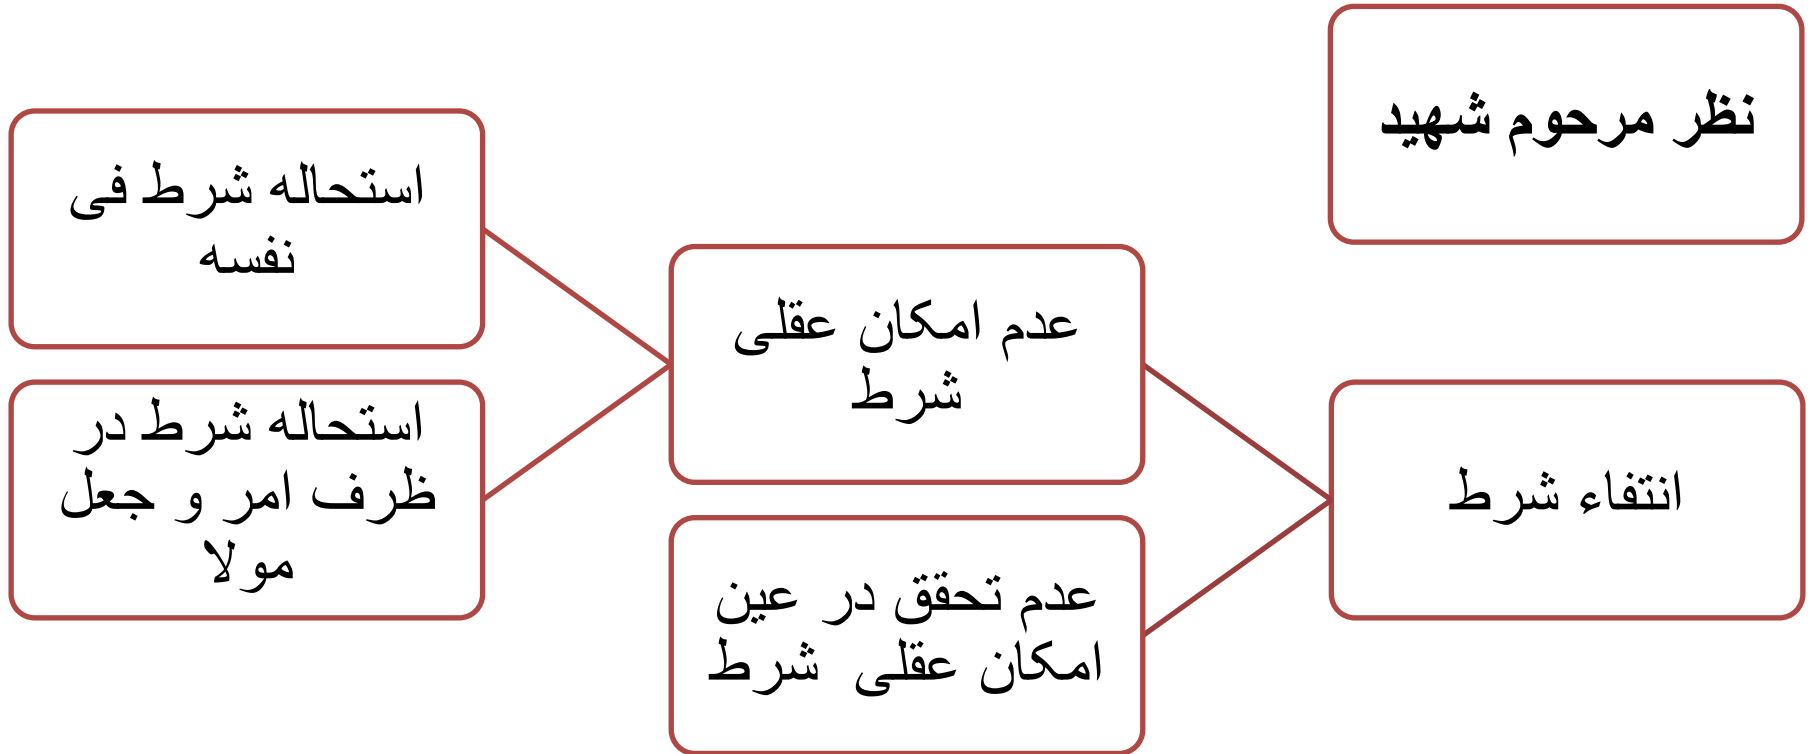 نظر مرحوم شهید
انتفاء شرط
عدم امکان عقلی
شرط
عدم تحقق در عین
امکان عقلی شرط
استحاله شرط فی
نفسه
استحاله شرط در
ظرف امر و جعل
مولا